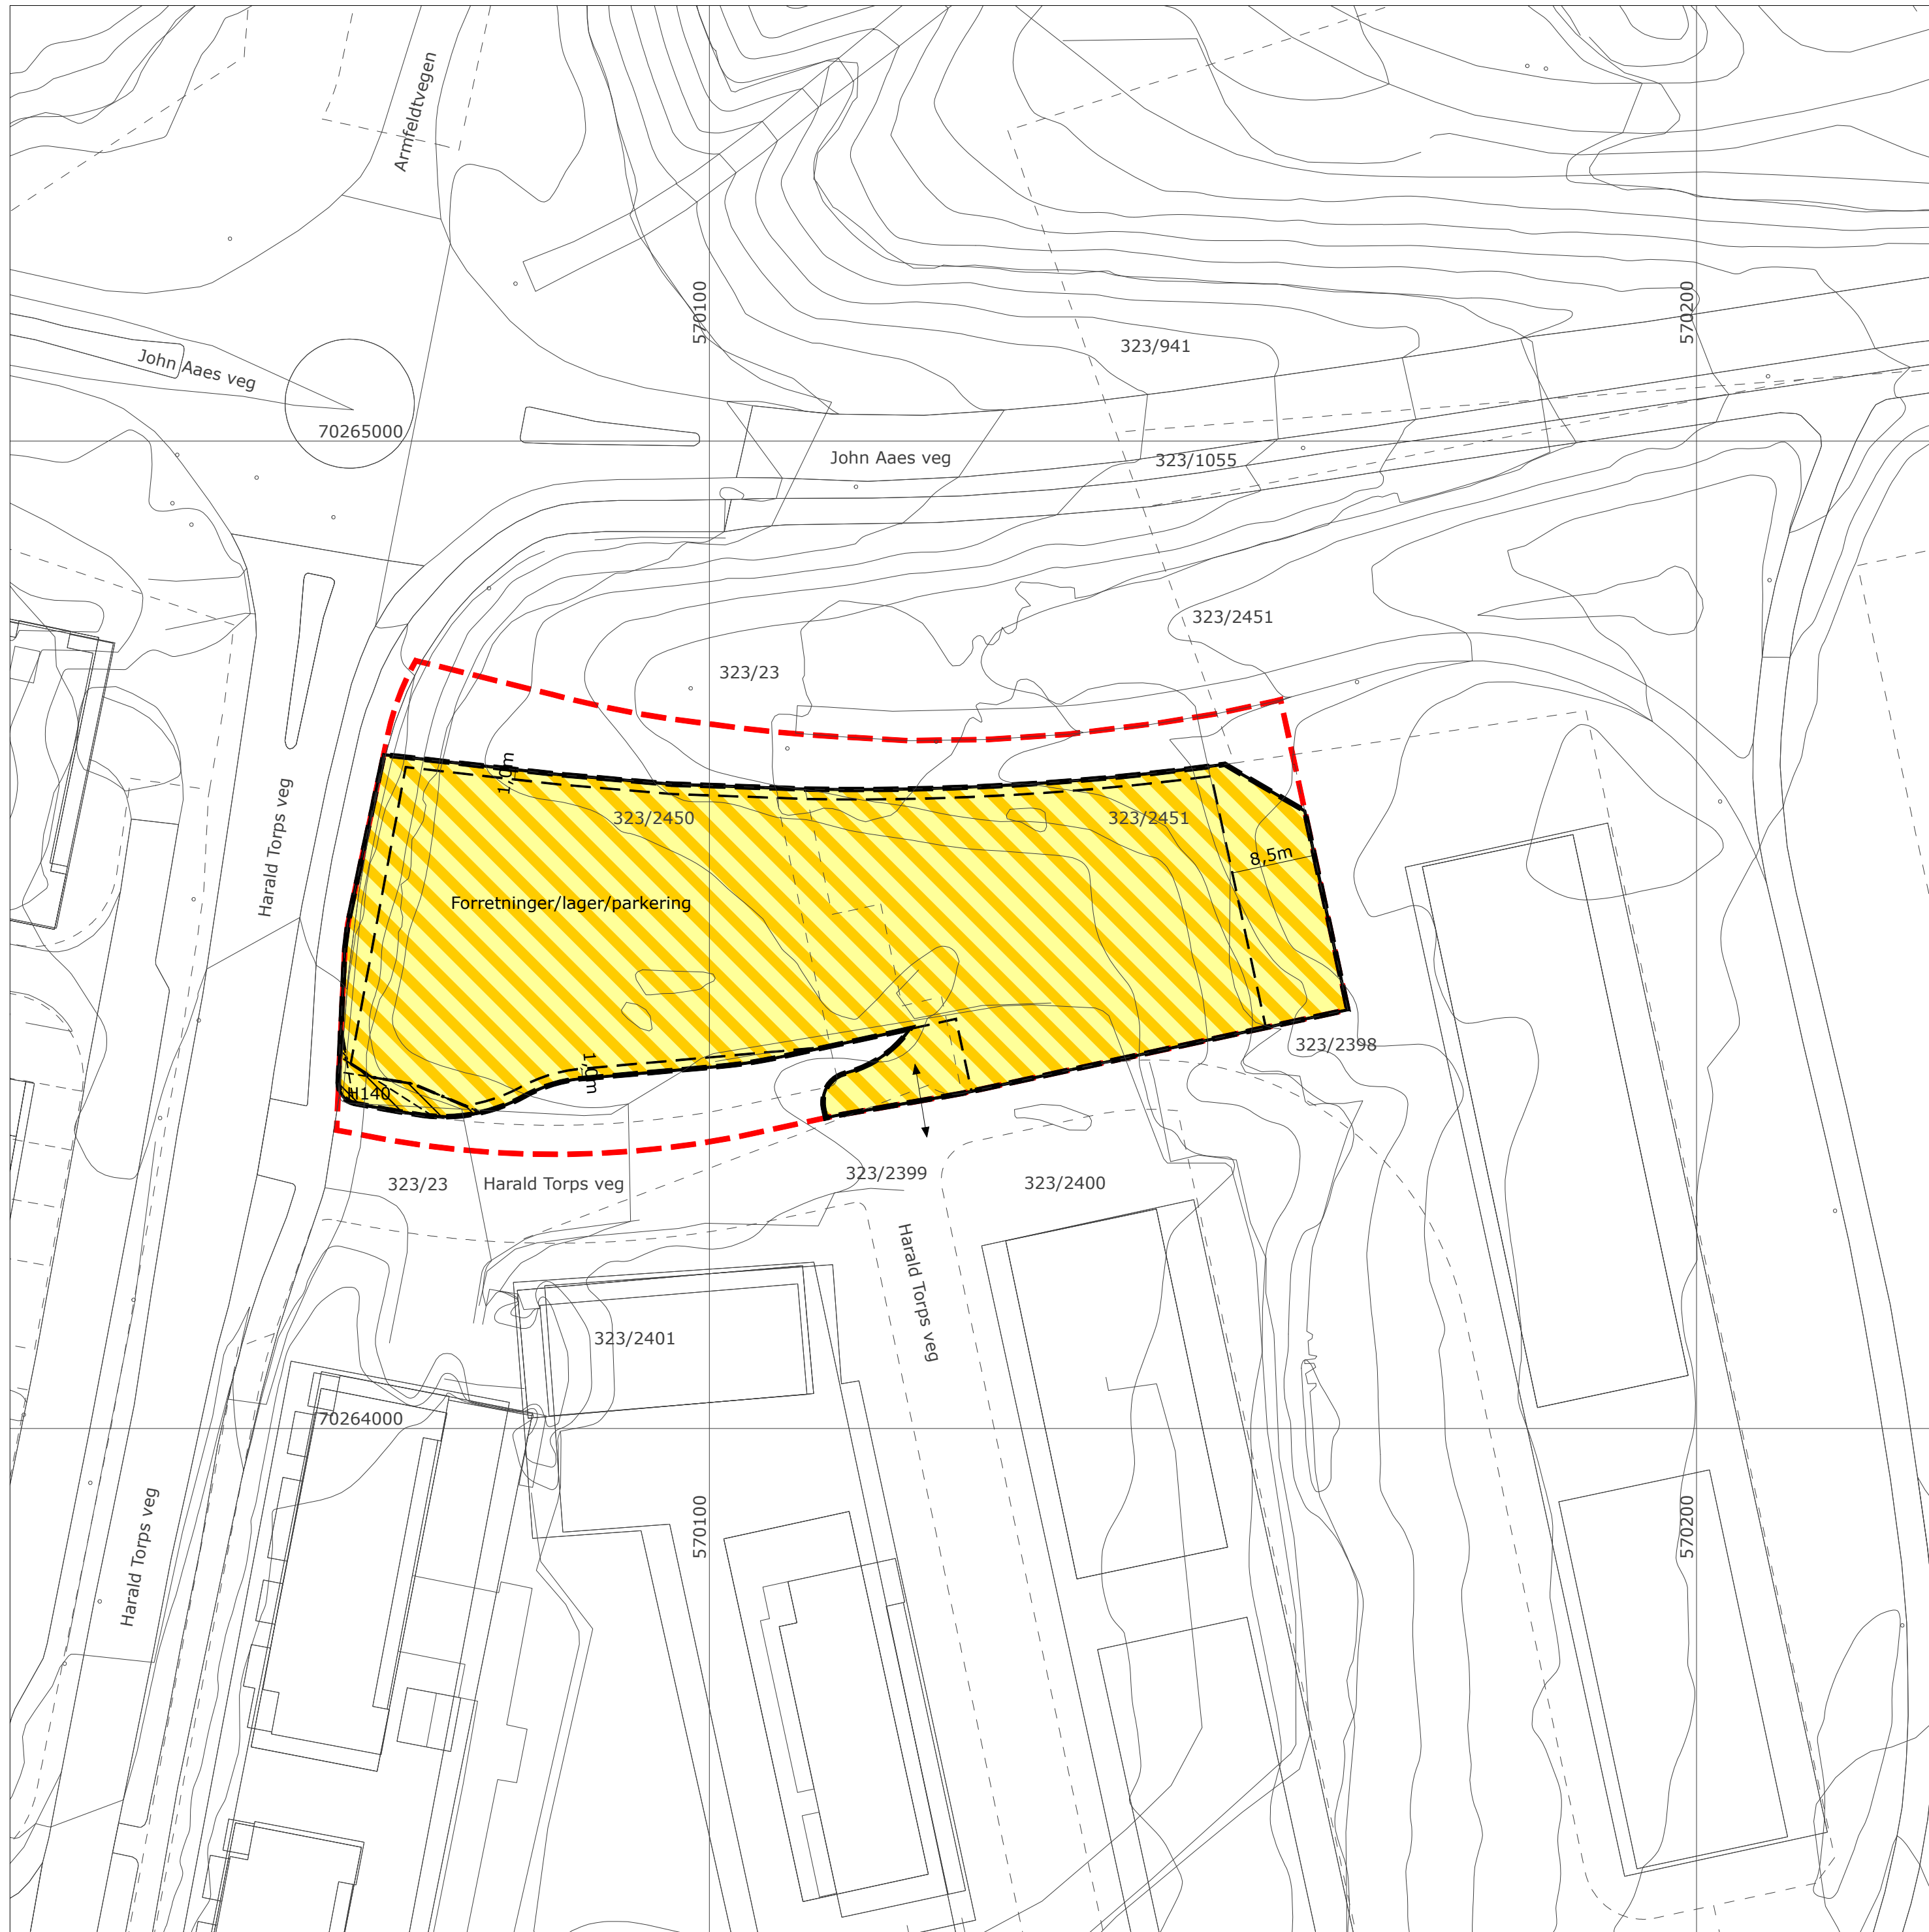 Armfeldtvegen
570100
570200
323/941
John Aaes veg
70265000
John Aaes veg
323/1055
323/2451
323/23
1,0m
Harald Torps veg
323/2450
323/2451
8,5m
Forretninger/lager/parkering
323/2398
1,0m
H140
323/2399
323/23
Harald Torps veg
323/2400
Harald Torps veg
323/2401
70264000
570100
570200
Harald Torps veg